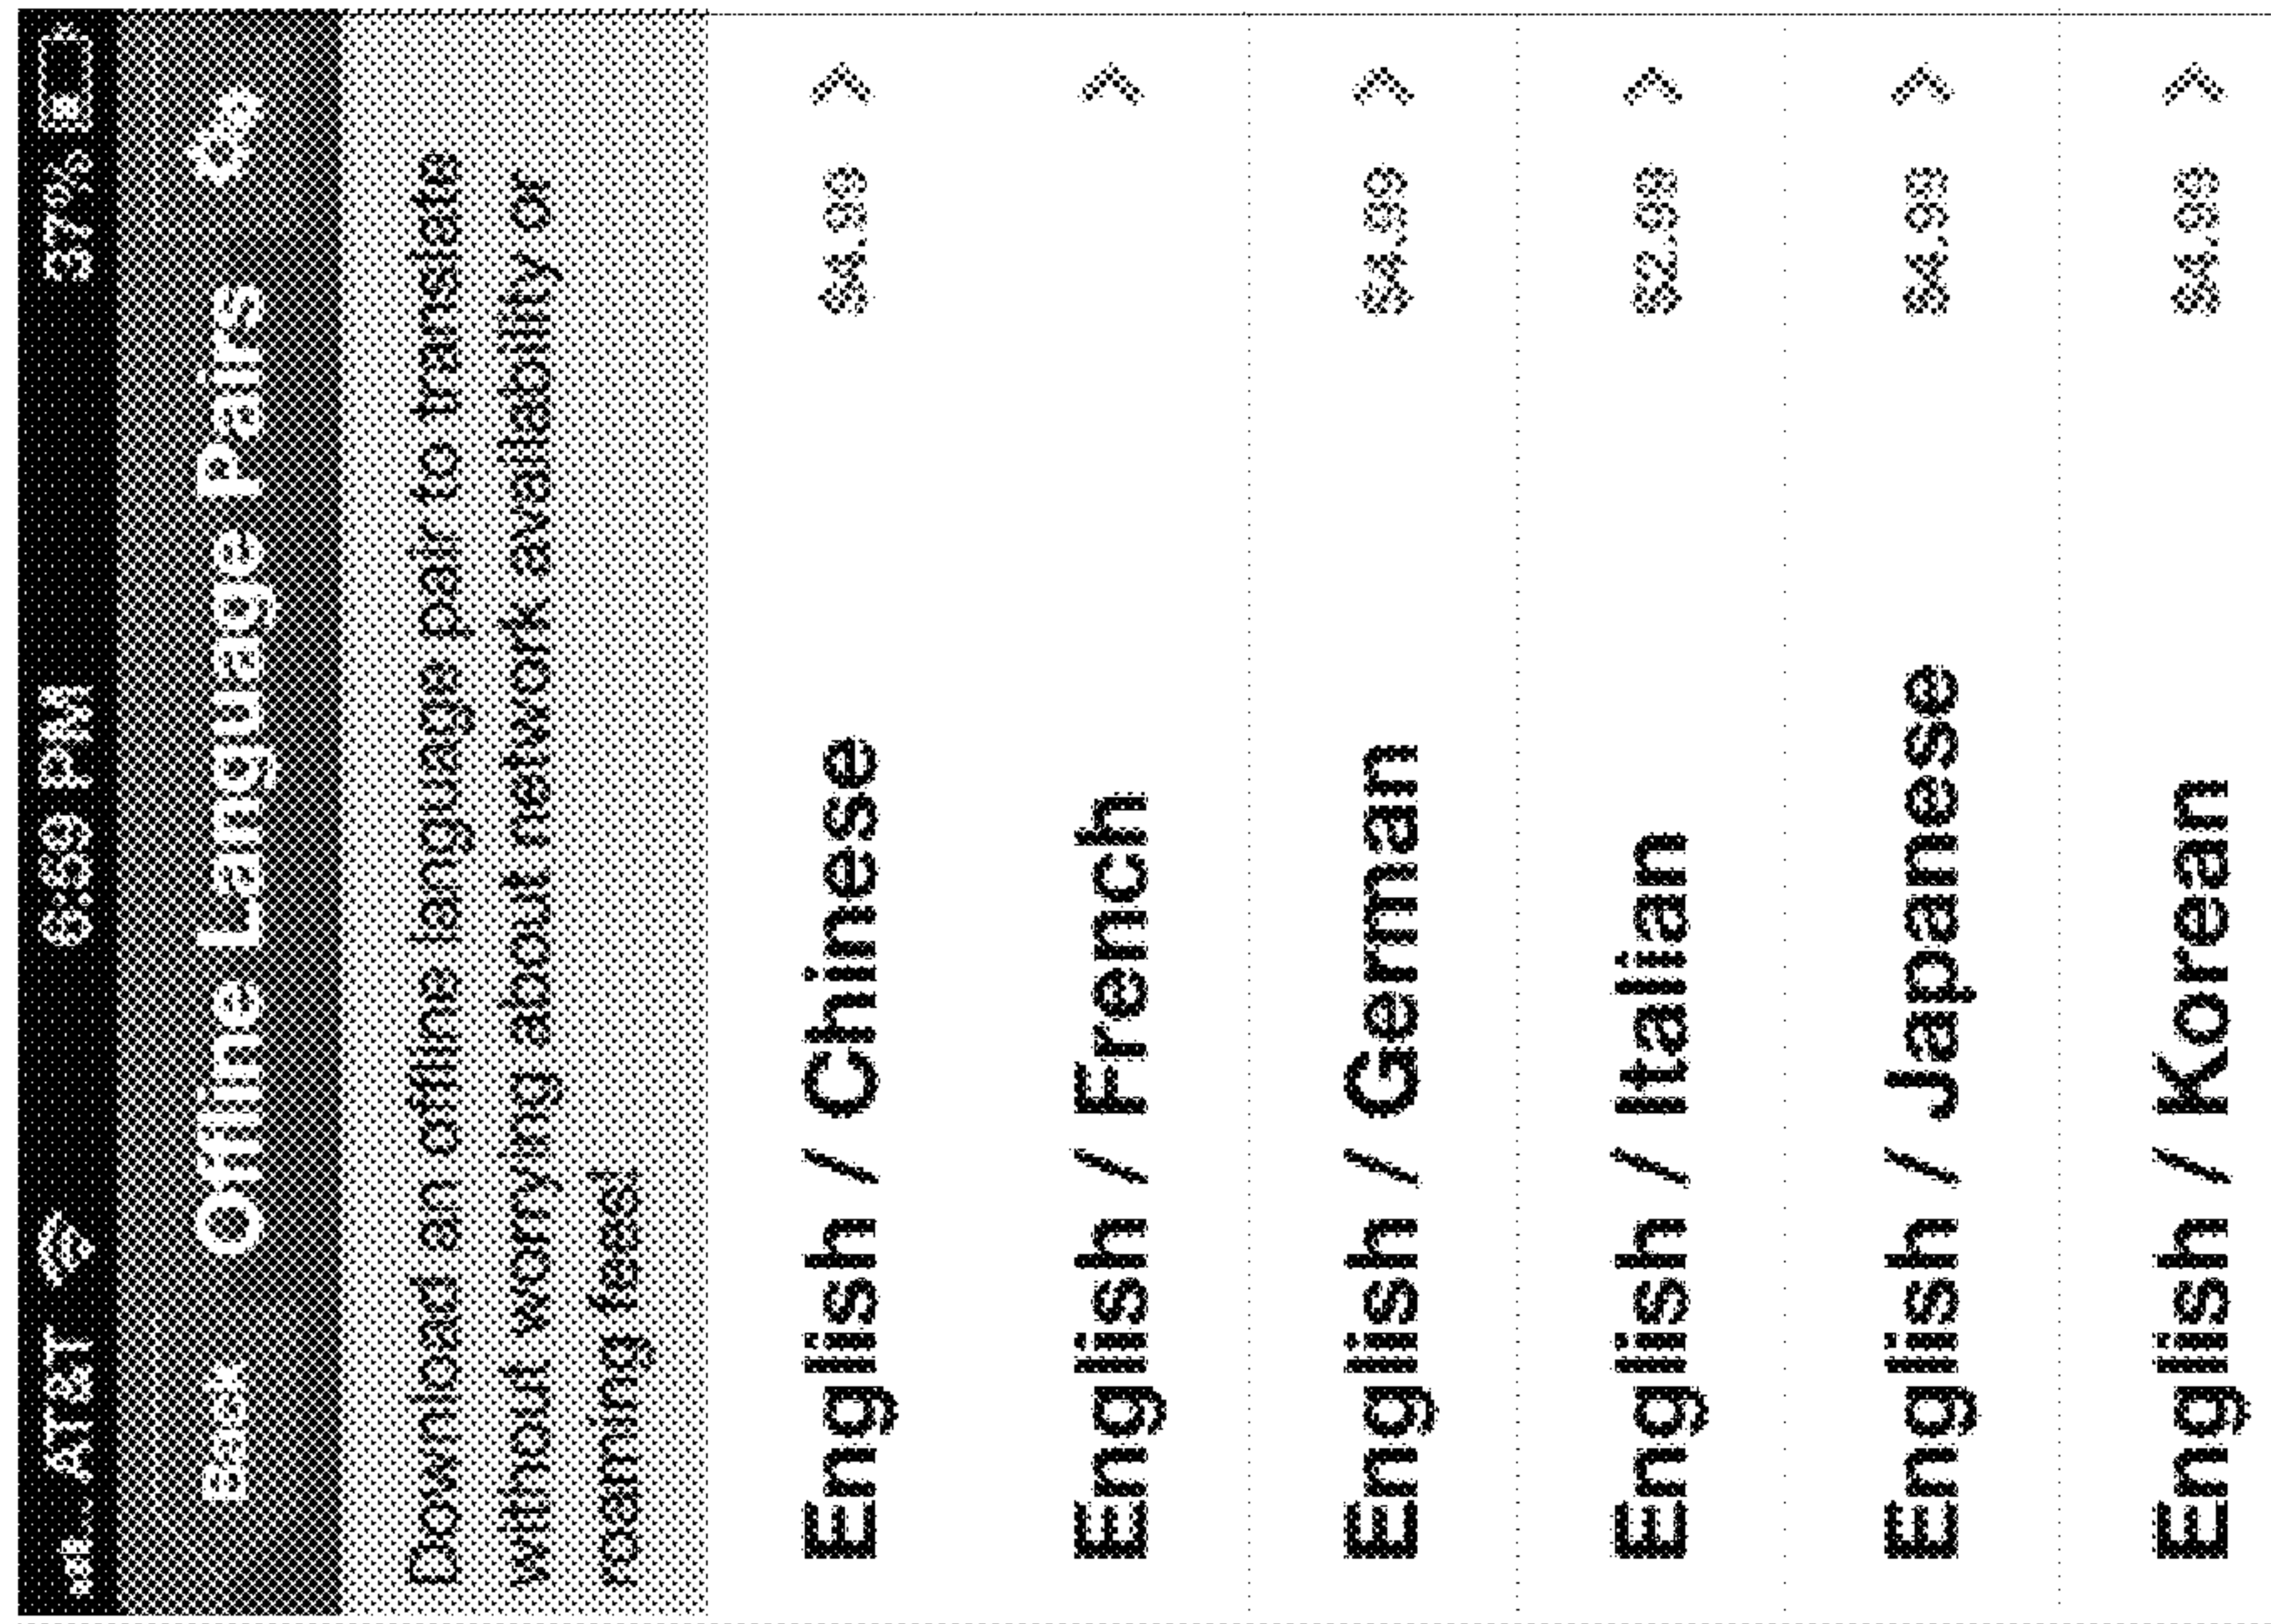 AT&T 6:59 PM 37%
Back Offline Language Pairs
Download an offline language pair to translate
without worrying about network availability or
roaming fees!
English / Chinese $4.99
English / French
English / German $4.99
English / Italian $2.99
English / Japanese $4.99
English / Korean $4.99